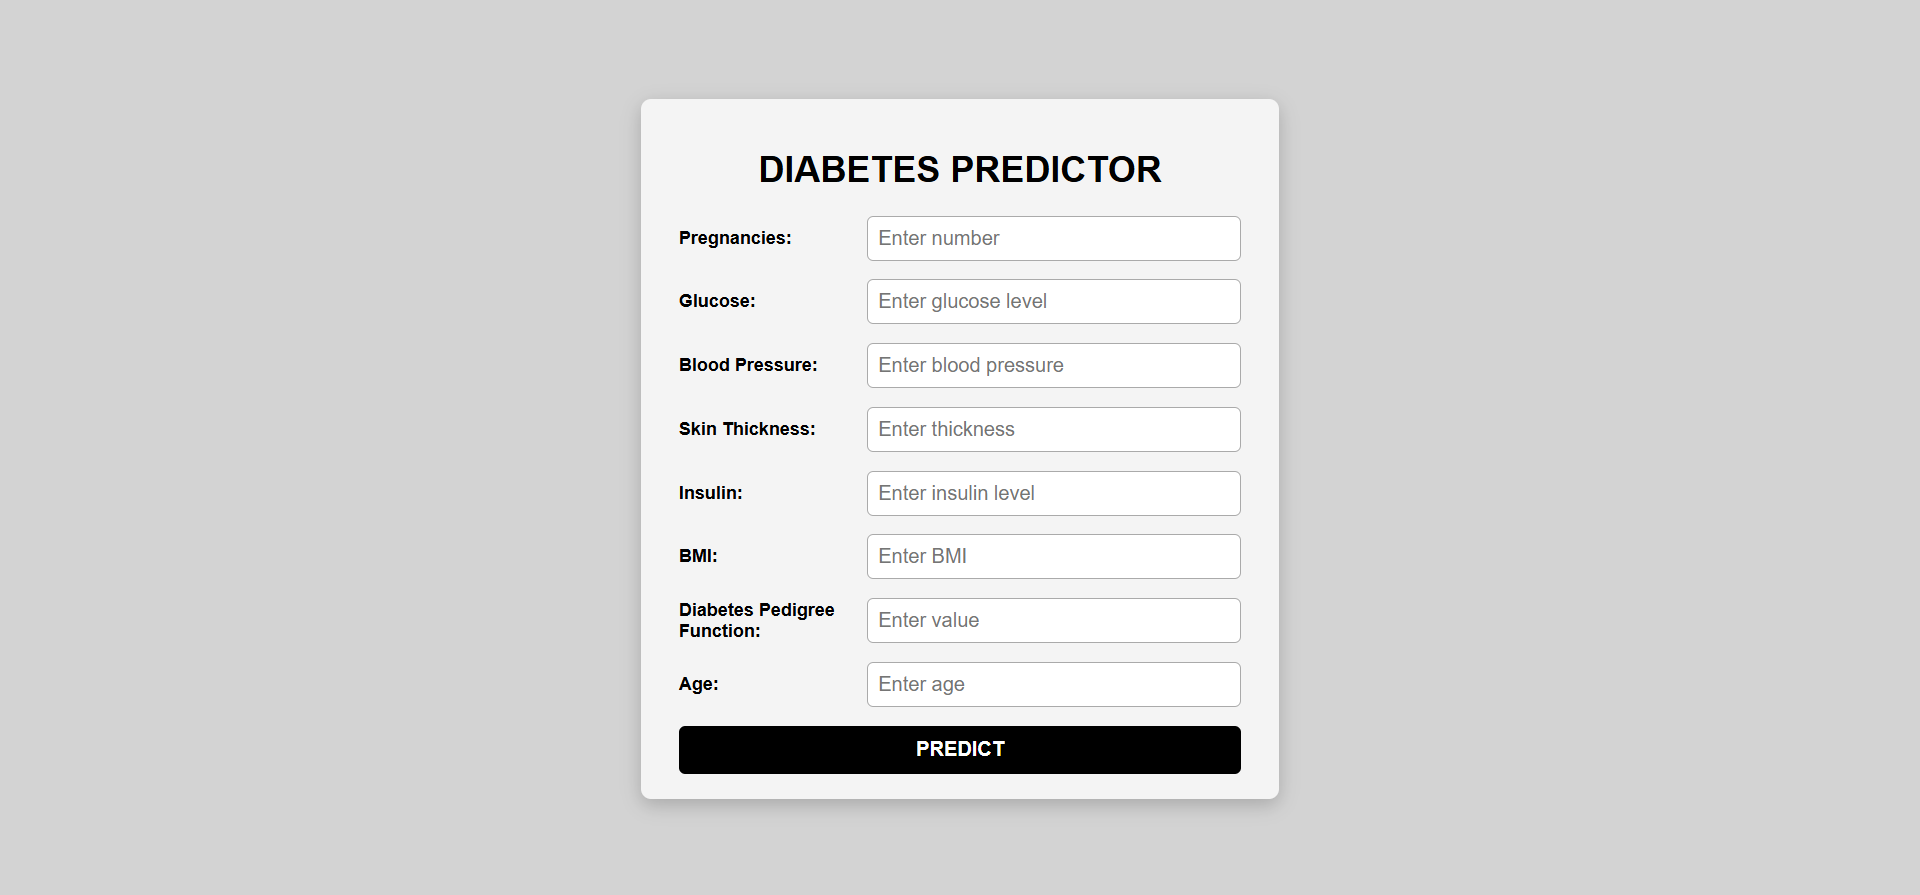 DIABETES PREDICTOR
Pregnancies: Enter number
Glucose: Enter glucose level
Blood Pressure: Enter blood pressure
Skin Thickness: Enter thickness
Insulin: Enter insulin level
BMI: Enter BMI
Diabetes Pedigree
Function: Enter value
Age: Enter age
PREDICT